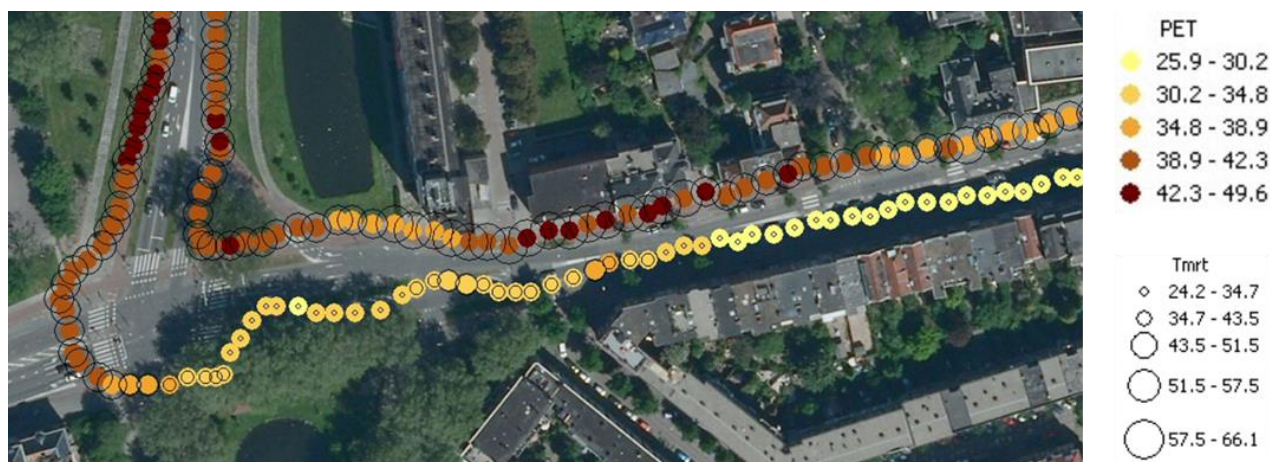 PET
25.9 - 30.2
30.2 - 34.8
34.8 - 38.9
38.9 - 42.3
42.3 - 49.6
Tmrt
24.2 - 34.7
34.7 - 43.5
43.5 - 51.5
51.5 - 57.5
57.5 - 66.1